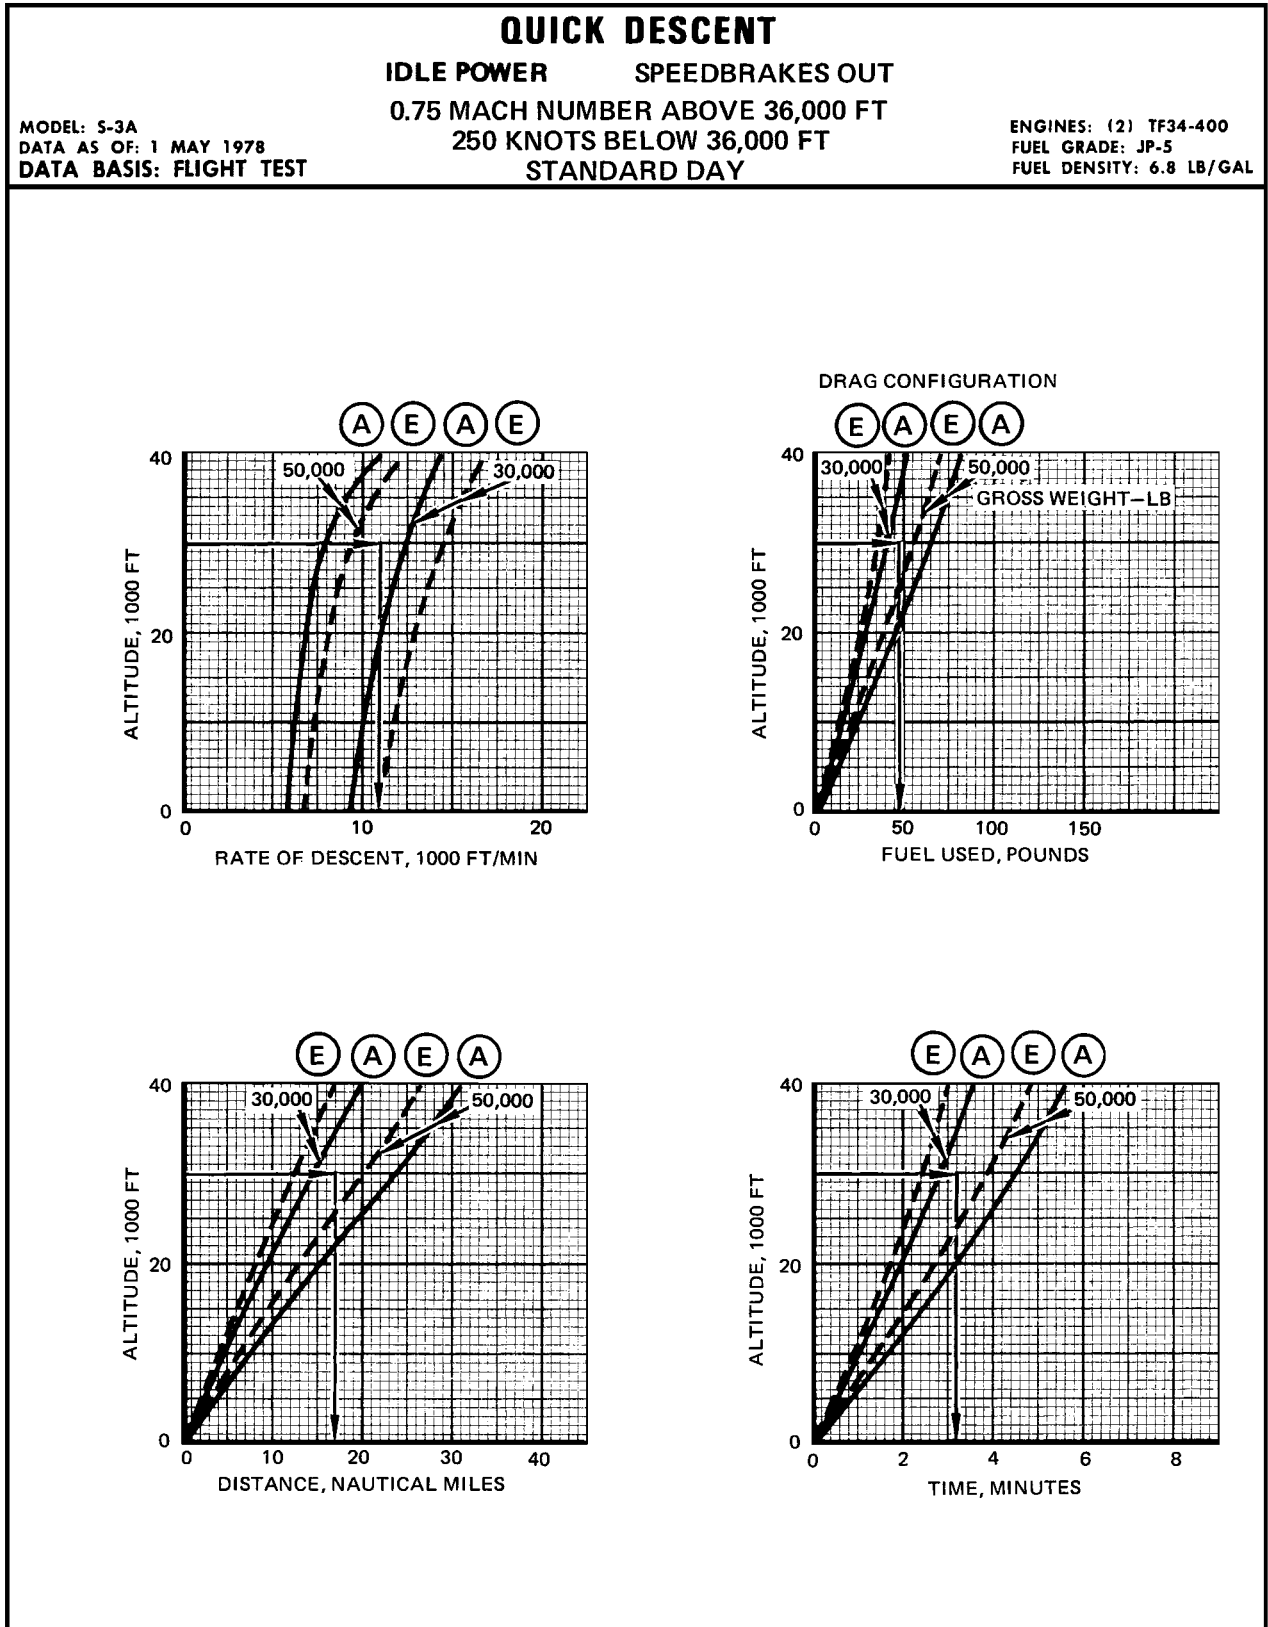 QUICK DESCENT
IDLE POWER SPEEDBRAKES OUT
0.75 MACH NUMBER ABOVE 36,000 FT
250 KNOTS BELOW 36,000 FT
STANDARD DAY
MODEL: S-3A
DATA AS OF: 1 MAY 1978
DATA BASIS: FLIGHT TEST
ENGINES: (2) TF34-400
FUEL GRADE: JP-5
FUEL DENSITY: 6.8 LB/GAL
A E A E
40
50,000
30,000
20
0
ALTITUDE, 1000 FT
0 10 20
RATE OF DESCENT, 1000 FT/MIN
DRAG CONFIGURATION
E A E A
40
30,000
50,000
GROSS WEIGHT—LB
20
0
ALTITUDE, 1000 FT
0 50 100 150
FUEL USED, POUNDS
E A E A
40
30,000
50,000
20
0
ALTITUDE, 1000 FT
0 10 20 30 40
DISTANCE, NAUTICAL MILES
E A E A
40
30,000
50,000
20
0
ALTITUDE, 1000 FT
0 2 4 6 8
TIME, MINUTES